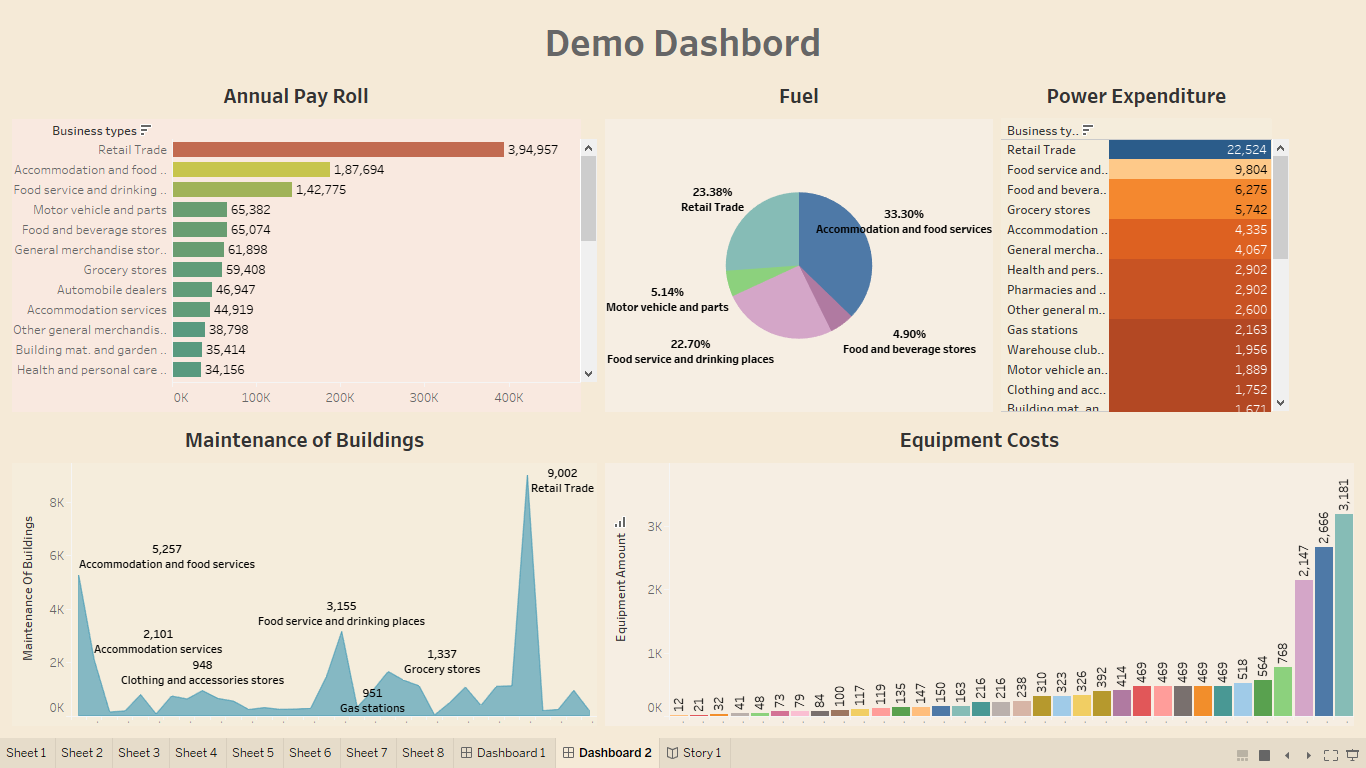 Demo Dashbord
Annual Pay Roll
Business types
Retail Trade 3,94,957
Accommodation and food .. 1,87,694
Food service and drinking .. 1,42,775
Motor vehicle and parts 65,382
Food and beverage stores 65,074
General merchandise stor.. 61,898
Grocery stores 59,408
Automobile dealers 46,947
Accommodation services 44,919
Other general merchandis.. 38,798
Building mat. and garden .. 35,414
Health and personal care .. 34,156
0K 100K 200K 300K 400K
Fuel
23.38%
Retail Trade
33.30%
Accommodation and food services
5.14%
Motor vehicle and parts
4.90%
Food and beverage stores
22.70%
Food service and drinking places
Power Expenditure
Business ty..
Retail Trade 22,524
Food service and.. 9,804
Food and bevera.. 6,275
Grocery stores 5,742
Accommodation .. 4,335
General mercha.. 4,067
Health and pers.. 2,902
Pharmacies and .. 2,902
Other general m.. 2,600
Gas stations 2,163
Warehouse club.. 1,956
Motor vehicle an.. 1,889
Clothing and acc.. 1,752
Building mat. an.. 1,671
Maintenance of Buildings
Maintenance Of Buildings
8K
6K
4K
2K
0K
9,002
Retail Trade
5,257
Accommodation and food services
3,155
Food service and drinking places
2,101
Accommodation services
948
Clothing and accessories stores
1,337
Grocery stores
951
Gas stations
Equipment Costs
Equipment Amount
3K
2K
1K
0K
12 21 32 41 48 73 79 84 100 117 119 135 147 150 163 216 216 238 310 323 326 392 414 469 469 469 469 469 518 564 768 2,147 2,666 3,181
Sheet 1 Sheet 2 Sheet 3 Sheet 4 Sheet 5 Sheet 6 Sheet 7 Sheet 8 Dashboard 1 Dashboard 2 Story 1